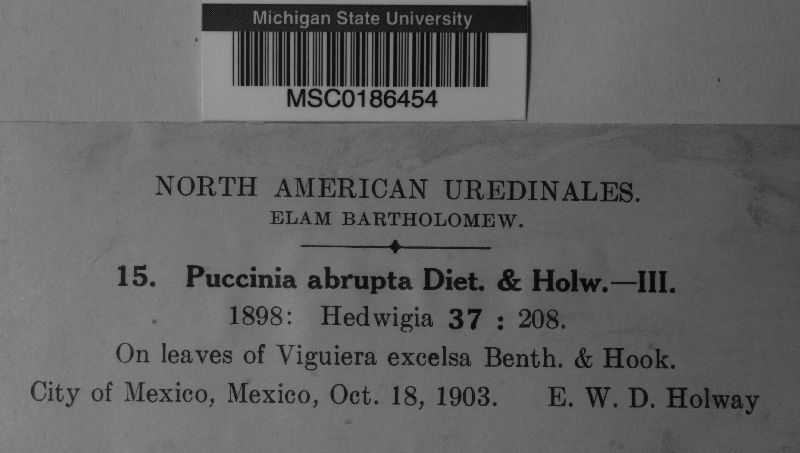 Michigan State University
MSC0186454
NORTH AMERICAN UREDINALES.
ELAM BARTHOLOMEW.
15. Puccinia abrupta Diet. & Holw.—III.
1898: Hedwigia 37 : 208.
On leaves of Viguiera excelsa Benth. & Hook.
City of Mexico, Mexico, Oct. 18, 1903. E. W. D. Holway